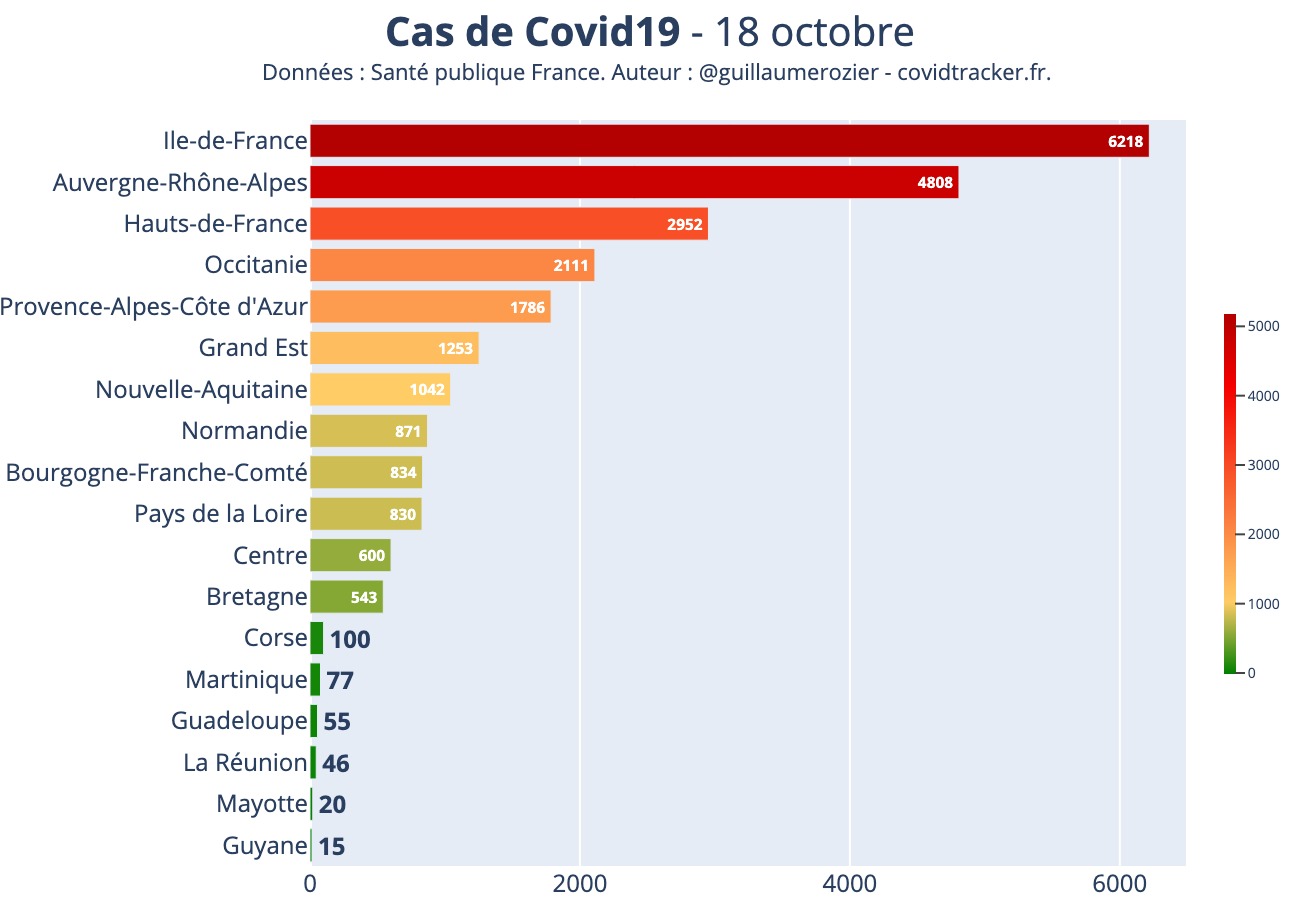 Cas de Covid19 - 18 octobre
Données : Santé publique France. Auteur : @guillaumerozier - covidtracker.fr.
Ile-de-France 6218
Auvergne-Rhône-Alpes 4808
Hauts-de-France 2952
Occitanie 2111
Provence-Alpes-Côte d'Azur 1786
Grand Est 1253
Nouvelle-Aquitaine 1042
Normandie 871
Bourgogne-Franche-Comté 834
Pays de la Loire 830
Centre 600
Bretagne 543
Corse 100
Martinique 77
Guadeloupe 55
La Réunion 46
Mayotte 20
Guyane 15
0 2000 4000 6000
5000
4000
3000
2000
1000
0